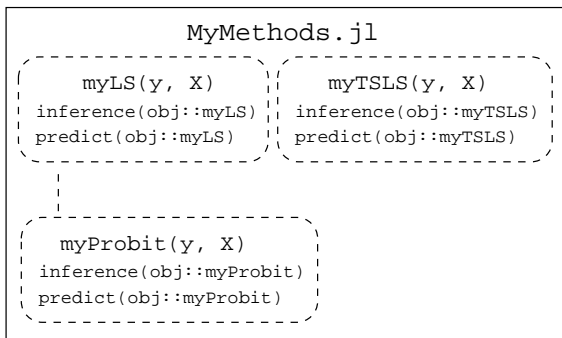 MyMethods.jl
myLS(y, X)
inference(obj::myLS)
predict(obj::myLS)
myTSLS(y, X)
inference(obj::myTSLS)
predict(obj::myTSLS)
myProbit(y, X)
inference(obj::myProbit)
predict(obj::myProbit)